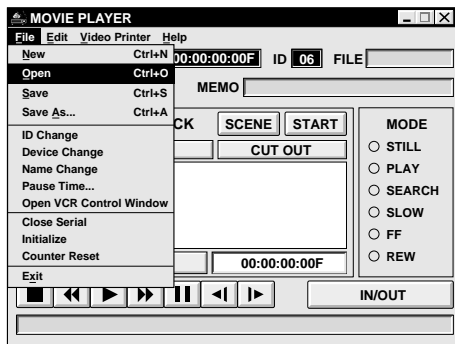 MOVIE PLAYER
File Edit Video Printer Help
New Ctrl+N
00:00:00:00F ID 06 FILE
Open Ctrl+O
Save Ctrl+S
MEMO
Save As... Ctrl+A
CK SCENE START MODE
ID Change
Device Change
CUT OUT STILL
Name Change
PLAY
Pause Time...
SEARCH
Open VCR Control Window
SLOW
Close Serial
Initialize
FF
Counter Reset
00:00:00:00F REW
Exit
IN/OUT